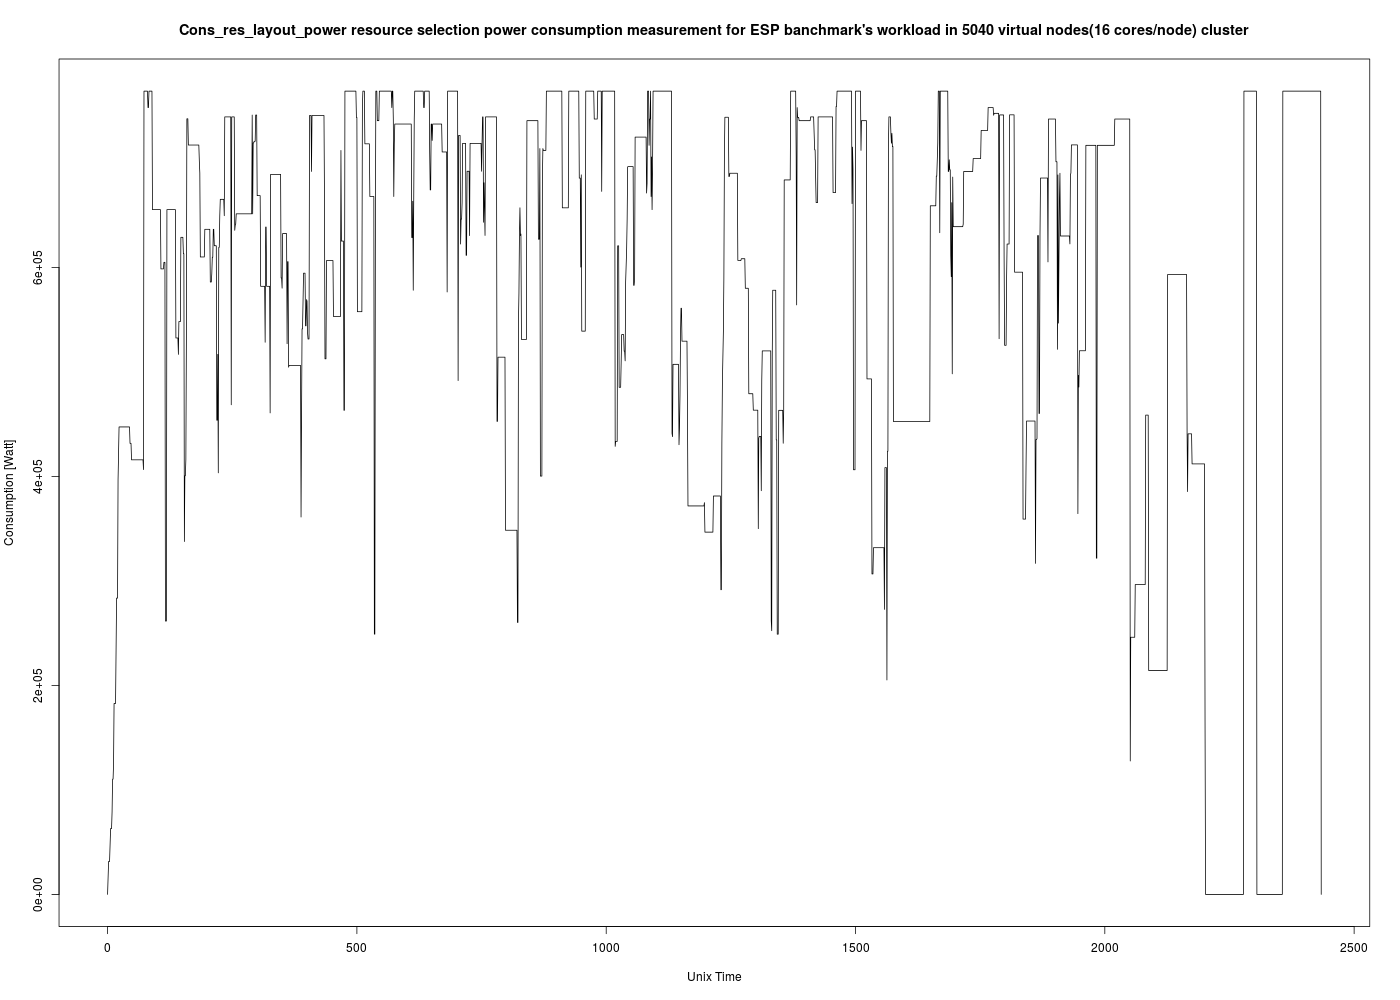 Cons_res_layout_power resource selection power consumption measurement for ESP banchmark's workload in 5040 virtual nodes(16 cores/node) cluster
Consumption [Watt]
6e+05
4e+05
2e+05
0e+00
0
500
1000
1500
2000
2500
Unix Time